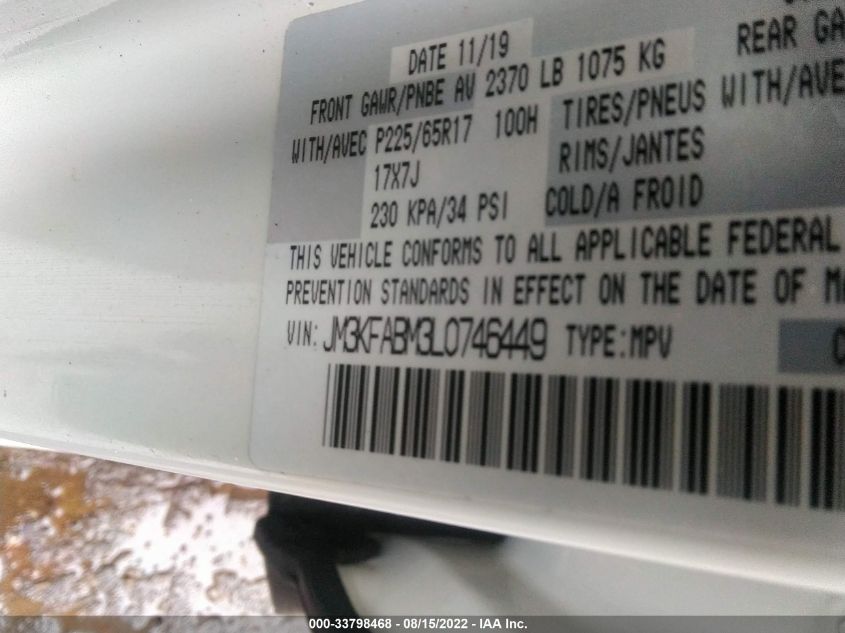 DATE 11/19
FRONT GAWR/PNBE AV 2370 LB 1075 KG
REAR
WITH/AVEC P225/65R17 100H TIRES/PNEUS WITH/AVEC
17X7J RIMS/JANTES
230 KPA/34 PSI COLD/A FROID
THIS VEHICLE CONFORMS TO ALL APPLICABLE FEDERAL
PREVENTION STANDARDS IN EFFECT ON THE DATE OF
VIN: JM3KFABM3L0746449 TYPE:MPV
000-33798468 - 08/15/2022 - IAA Inc.